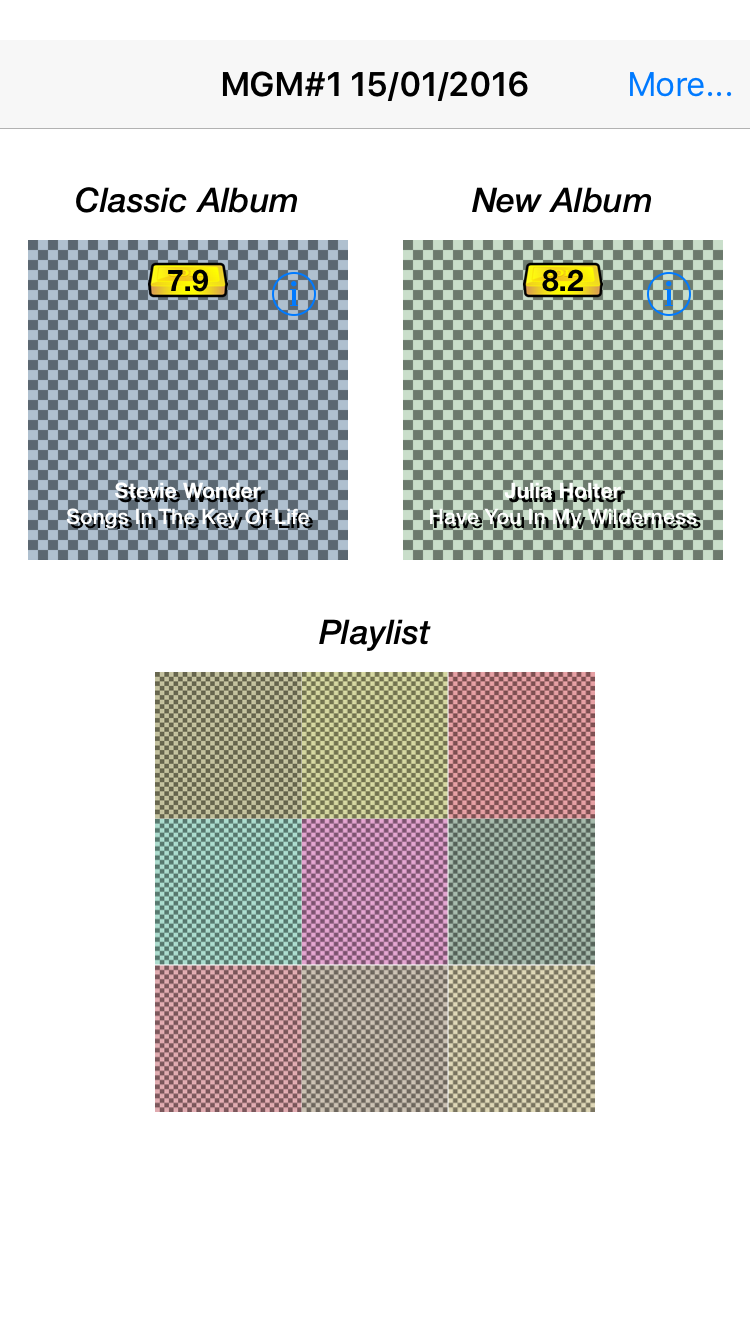 MGM#1 15/01/2016
More...
Classic Album
New Album
7.9
i
8.2
i
Stevie Wonder
Songs In The Key Of Life
Julia Holter
Have You In My Wilderness
Playlist